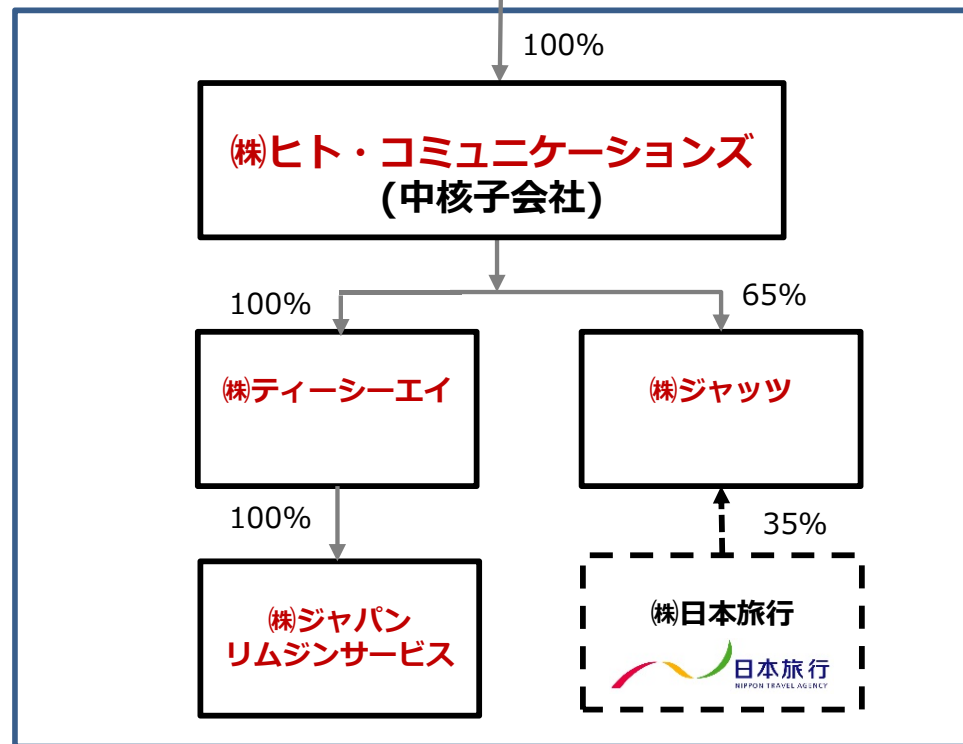 100%
㈱ヒト・コミュニケーションズ
(中核子会社)
100%
65%
㈱ティーシーエイ
㈱ジャッツ
100%
35%
㈱ジャパン
リムジンサービス
㈱日本旅行
日本旅行
NIPPON TRAVEL AGENCY